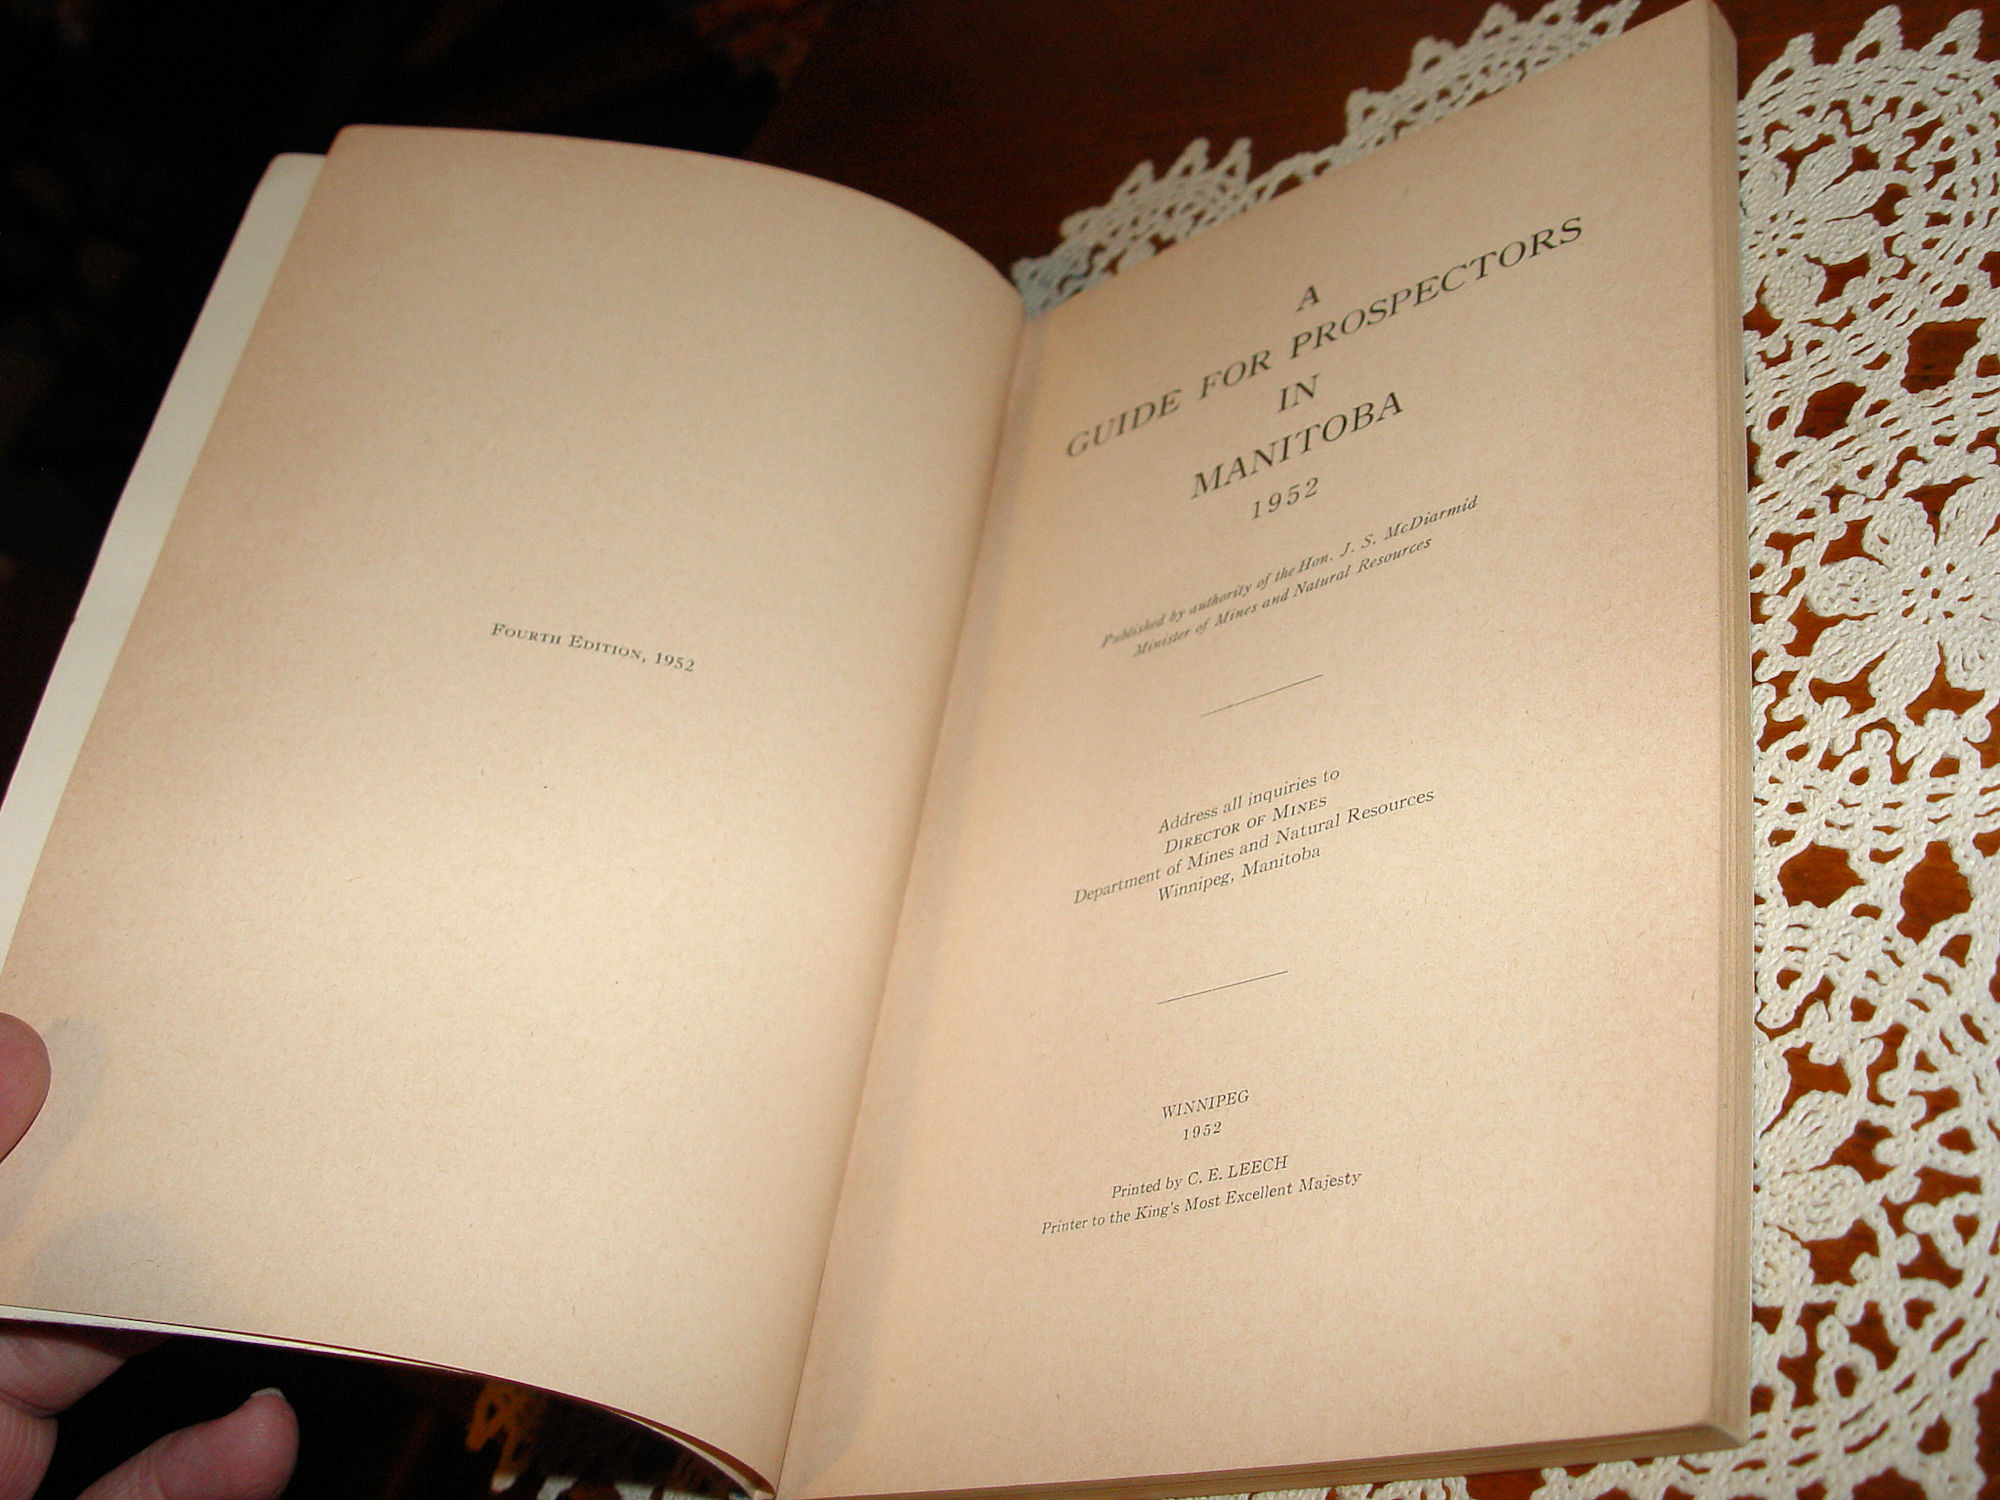 FOURTH EDITION, 1952
A
GUIDE FOR PROSPECTORS
IN
MANITOBA
1952
Published by authority of the Hon. J. S. McDiarmid
Minister of Mines and Natural Resources
Address all inquiries to
DIRECTOR OF MINES
Department of Mines and Natural Resources
Winnipeg, Manitoba
WINNIPEG
1952
Printed by C. E. LEECH
Printer to the King's Most Excellent Majesty